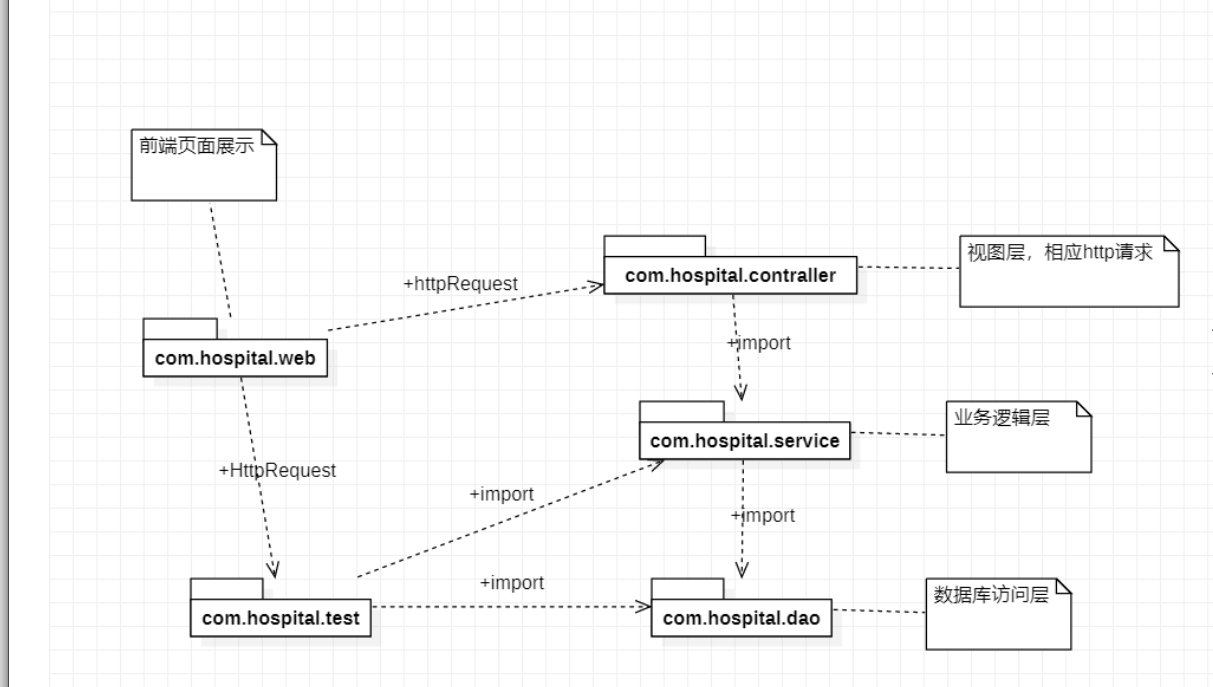 前端页面展示
com.hospital.contraller
视图层，相应http请求
+httpRequest
+import
com.hospital.web
com.hospital.service
业务逻辑层
+HttpRequest
+import
+import
+import
com.hospital.test
com.hospital.dao
数据库访问层